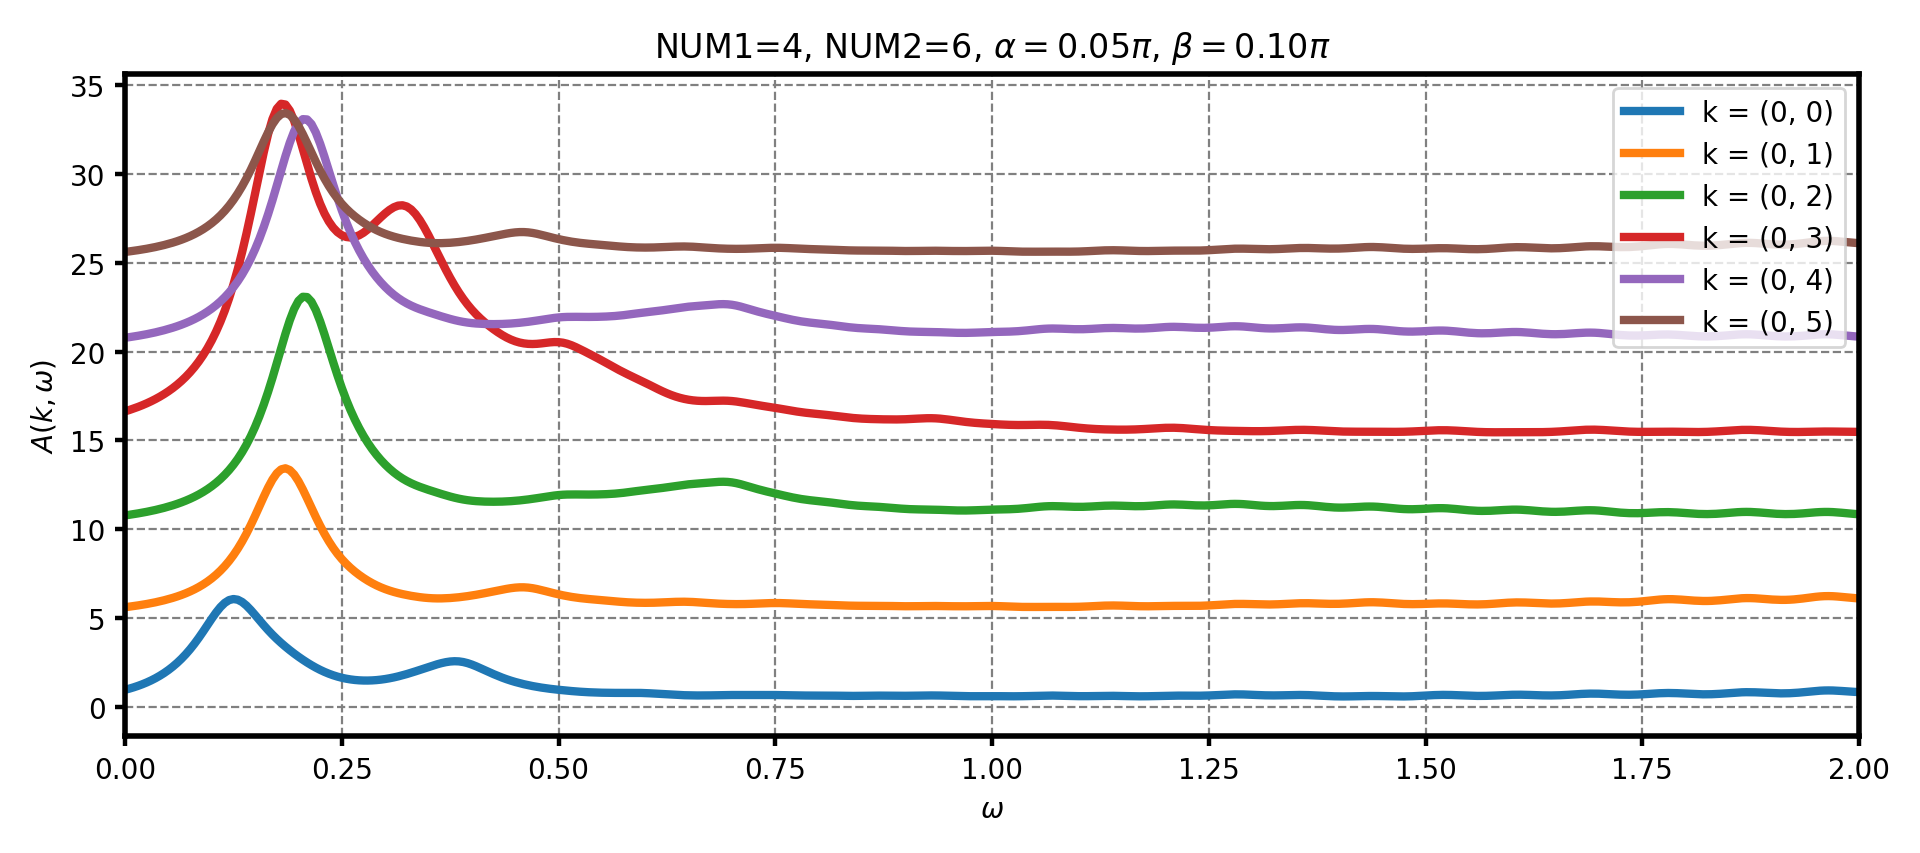 NUM1=4, NUM2=6, α = 0.05π, β = 0.10π
35
30
25
20
15
10
5
0
A(k, ω)
k = (0, 0)
k = (0, 1)
k = (0, 2)
k = (0, 3)
k = (0, 4)
k = (0, 5)
0.00 0.25 0.50 0.75 1.00 1.25 1.50 1.75 2.00
ω